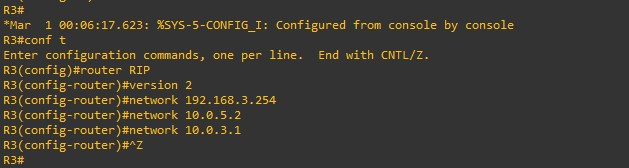 R3#
*Mar  1 00:06:17.623: %SYS-5-CONFIG_I: Configured from console by console
R3#conf t
Enter configuration commands, one per line.  End with CNTL/Z.
R3(config)#router RIP
R3(config-router)#version 2
R3(config-router)#network 192.168.3.254
R3(config-router)#network 10.0.5.2
R3(config-router)#network 10.0.3.1
R3(config-router)#^Z
R3#